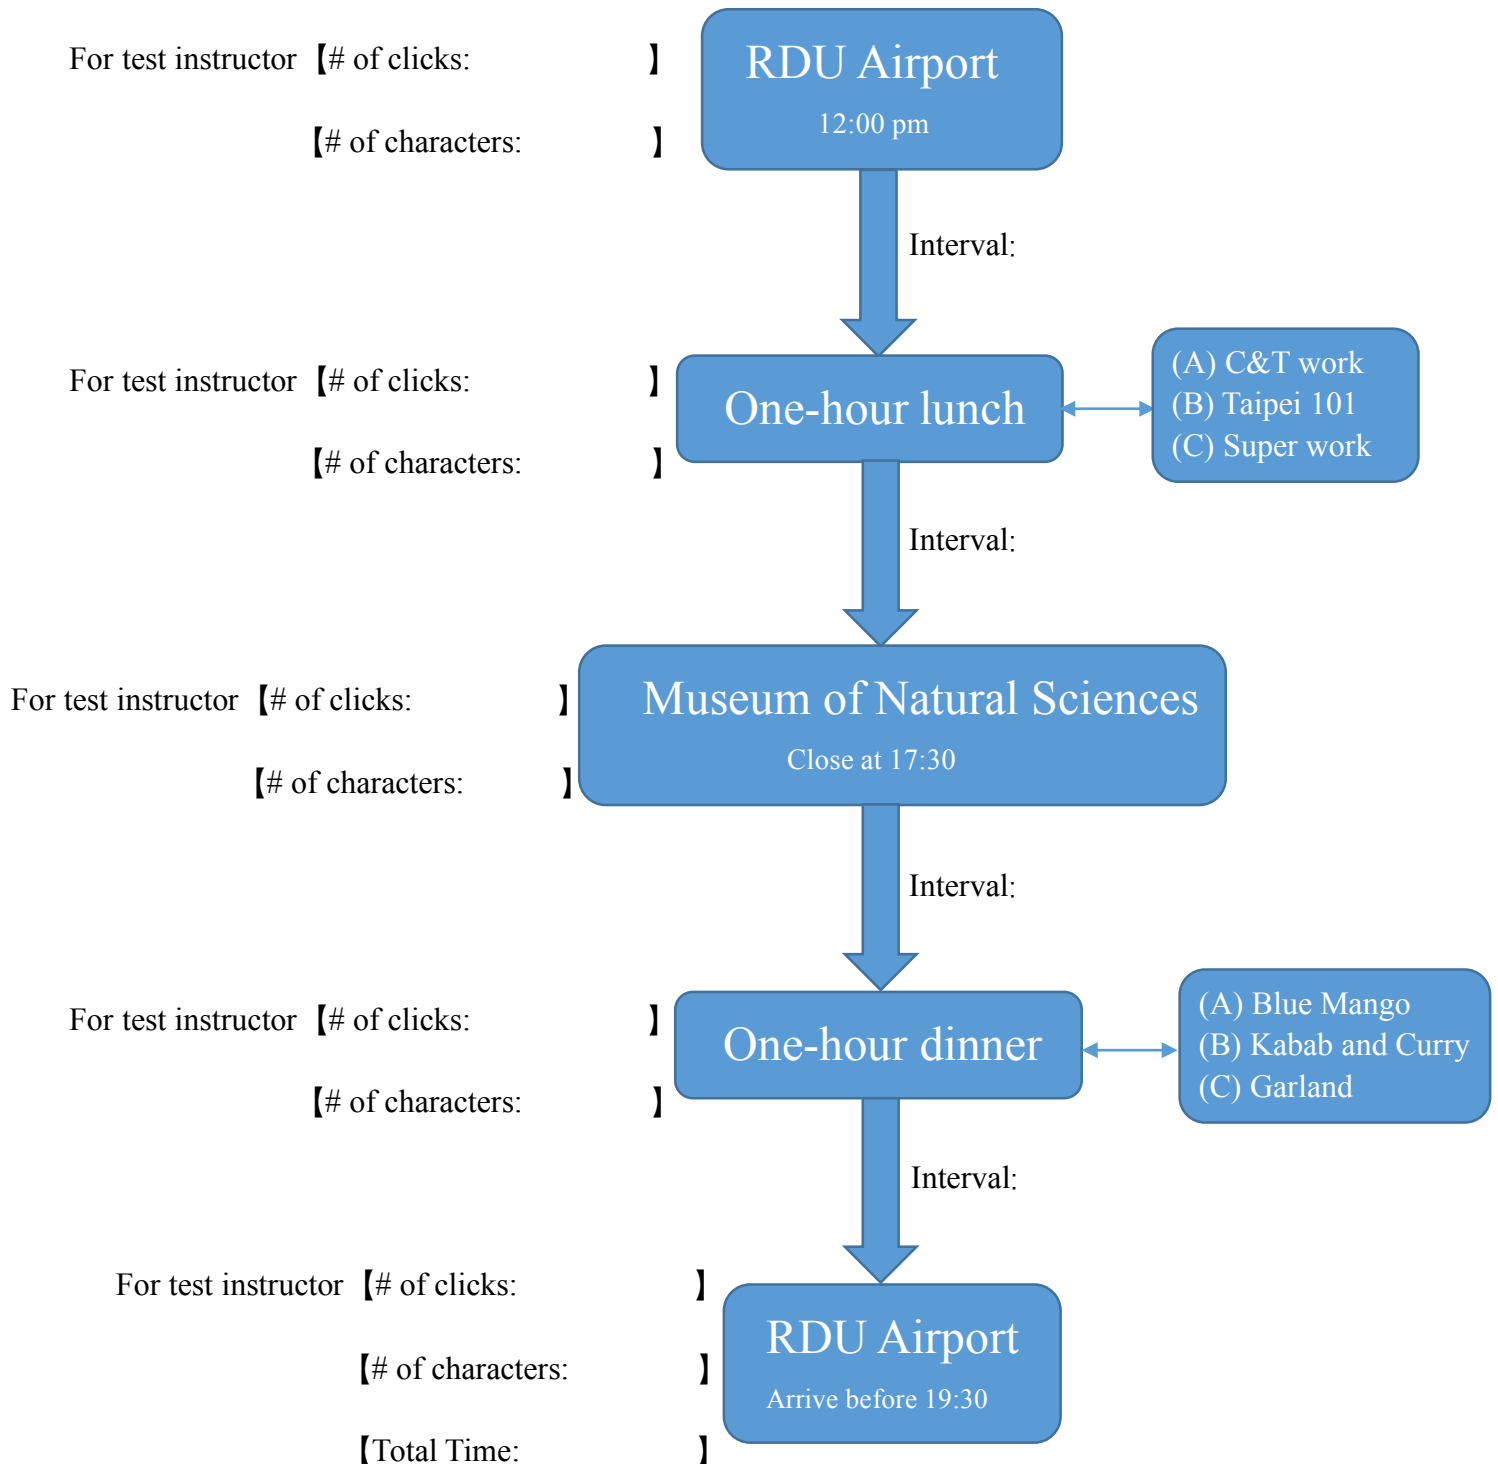 For test instructor【# of clicks: 】
【# of characters: 】
RDU Airport
12:00 pm
Interval:
For test instructor【# of clicks: 】
【# of characters: 】
One-hour lunch
(A) C&T work
(B) Taipei 101
(C) Super work
Interval:
For test instructor【# of clicks: 】
【# of characters: 】
Museum of Natural Sciences
Close at 17:30
Interval:
For test instructor【# of clicks: 】
【# of characters: 】
One-hour dinner
(A) Blue Mango
(B) Kabab and Curry
(C) Garland
Interval:
For test instructor【# of clicks: 】
【# of characters: 】
【Total Time: 】
RDU Airport
Arrive before 19:30